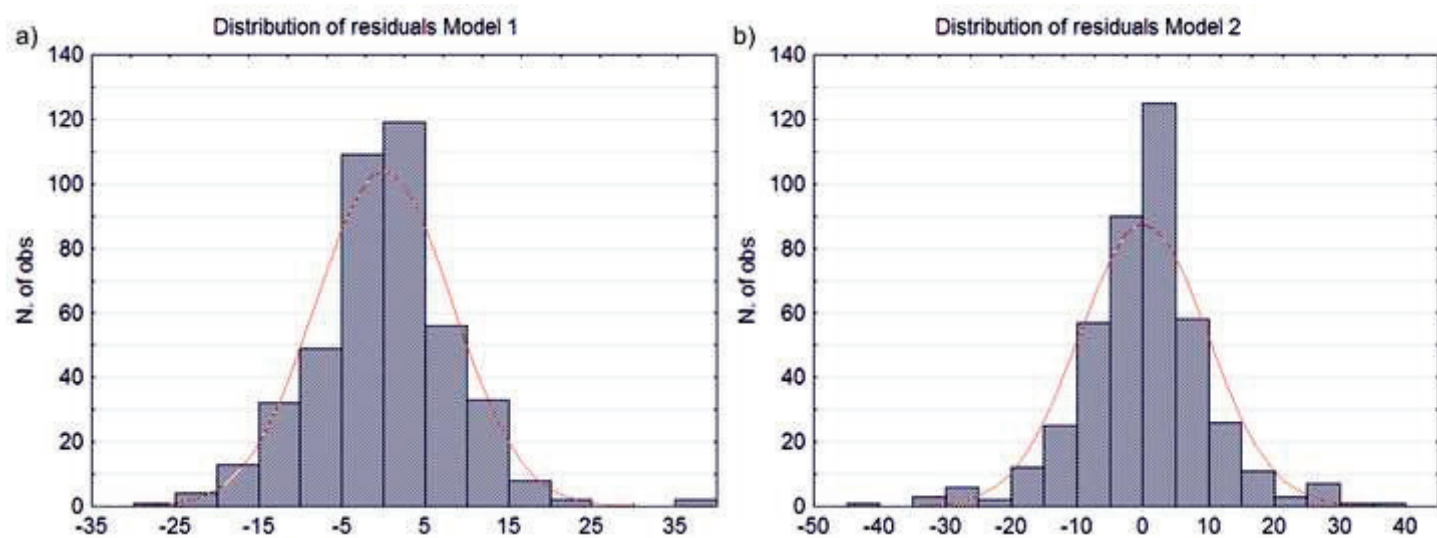 a)
Distribution of residuals Model 1
140
120
100
80
60
40
20
0
N. of obs
-35 -25 -15 -5 5 15 25 35
b)
Distribution of residuals Model 2
140
120
100
80
60
40
20
0
N. of obs
-50 -40 -30 -20 -10 0 10 20 30 40